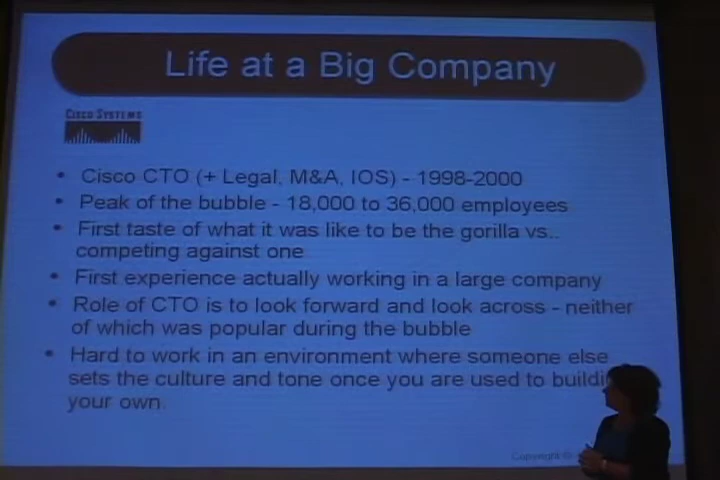 Life at a Big Company
CISCO SYSTEMS
• Cisco CTO (+ Legal, M&A, IOS) - 1998-2000
• Peak of the bubble - 18,000 to 36,000 employees
• First taste of what it was like to be the gorilla vs..
competing against one
• First experience actually working in a large company
• Role of CTO is to look forward and look across - neither
of which was popular during the bubble
• Hard to work in an environment where someone else
sets the culture and tone once you are used to
your own.
Copyright ©